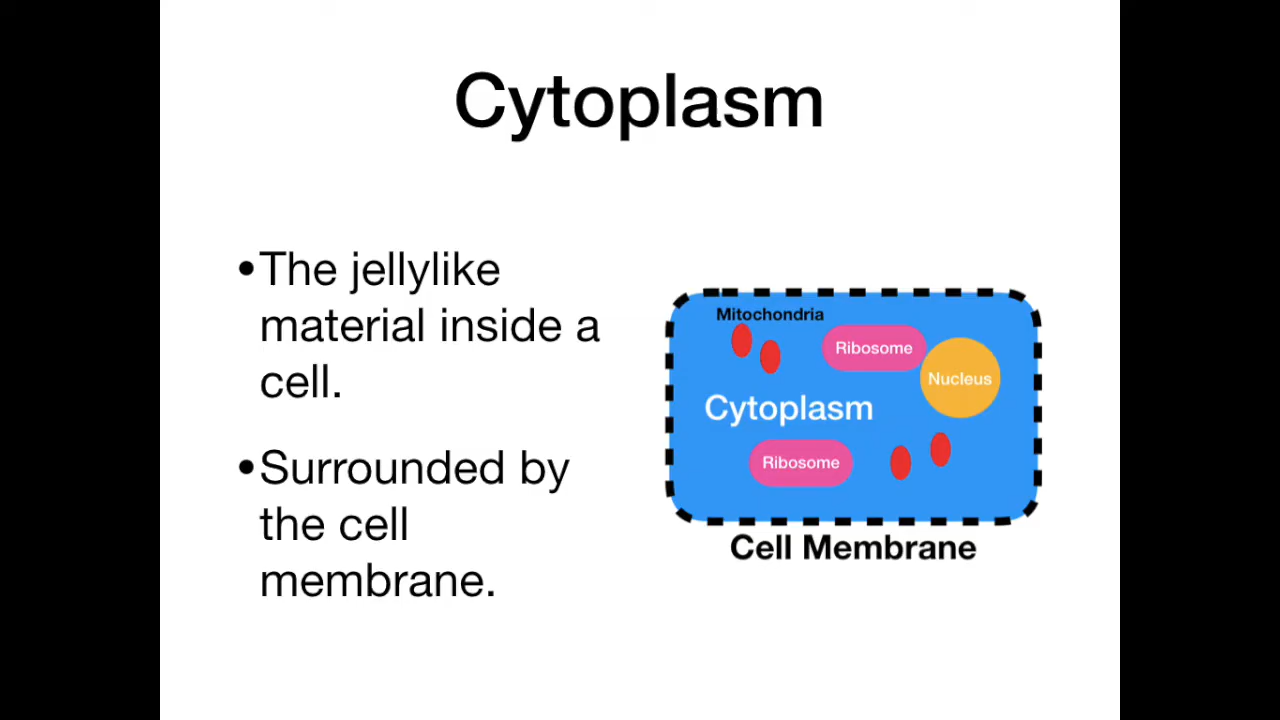 Cytoplasm
•The jellylike
material inside a
cell.
•Surrounded by
the cell
membrane.
Mitochondria
Ribosome
Nucleus
Cytoplasm
Ribosome
Cell Membrane